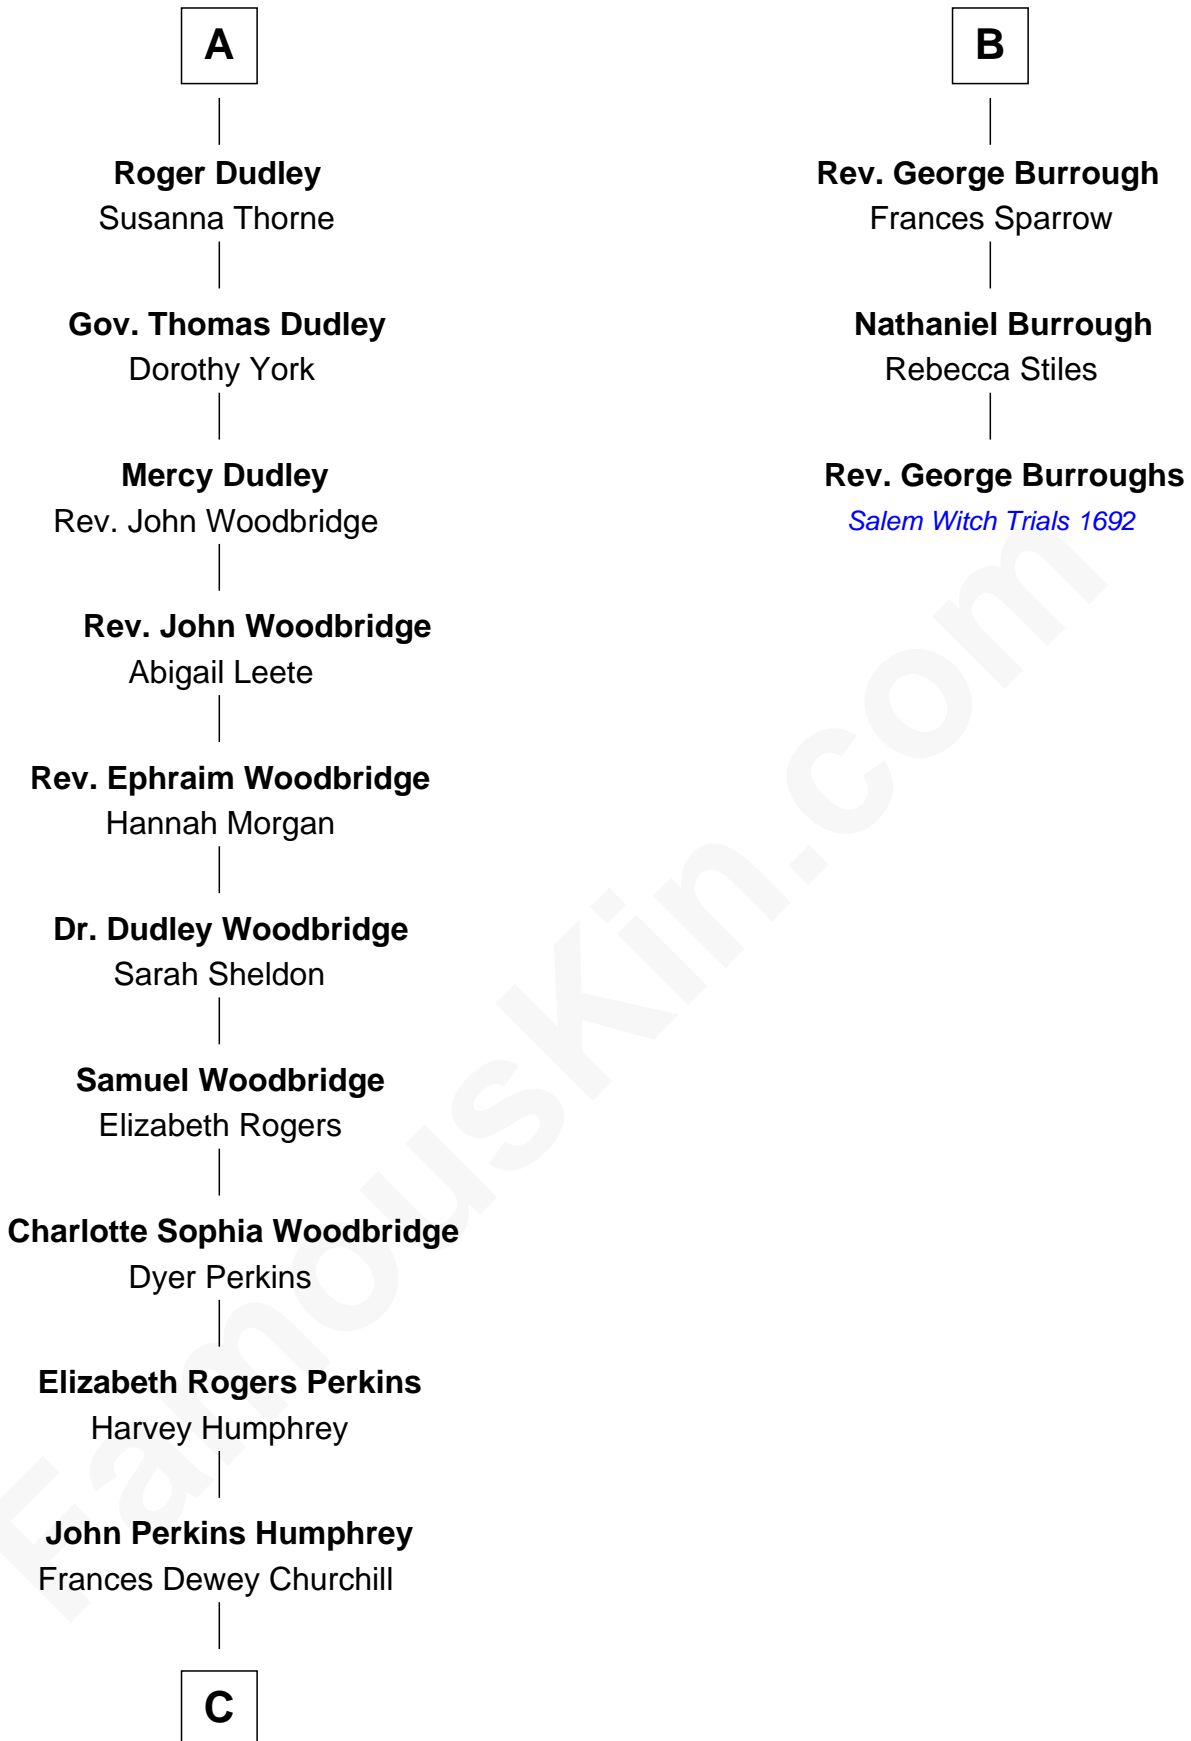 A
Roger Dudley
Susanna Thorne
Gov. Thomas Dudley
Dorothy York
Mercy Dudley
Rev. John Woodbridge
Rev. John Woodbridge
Abigail Leete
Rev. Ephraim Woodbridge
Hannah Morgan
Dr. Dudley Woodbridge
Sarah Sheldon
Samuel Woodbridge
Elizabeth Rogers
Charlotte Sophia Woodbridge
Dyer Perkins
Elizabeth Rogers Perkins
Harvey Humphrey
John Perkins Humphrey
Frances Dewey Churchill
C
B
Rev. George Burrough
Frances Sparrow
Nathaniel Burrough
Rebecca Stiles
Rev. George Burroughs
Salem Witch Trials 1692
FamousKin.com